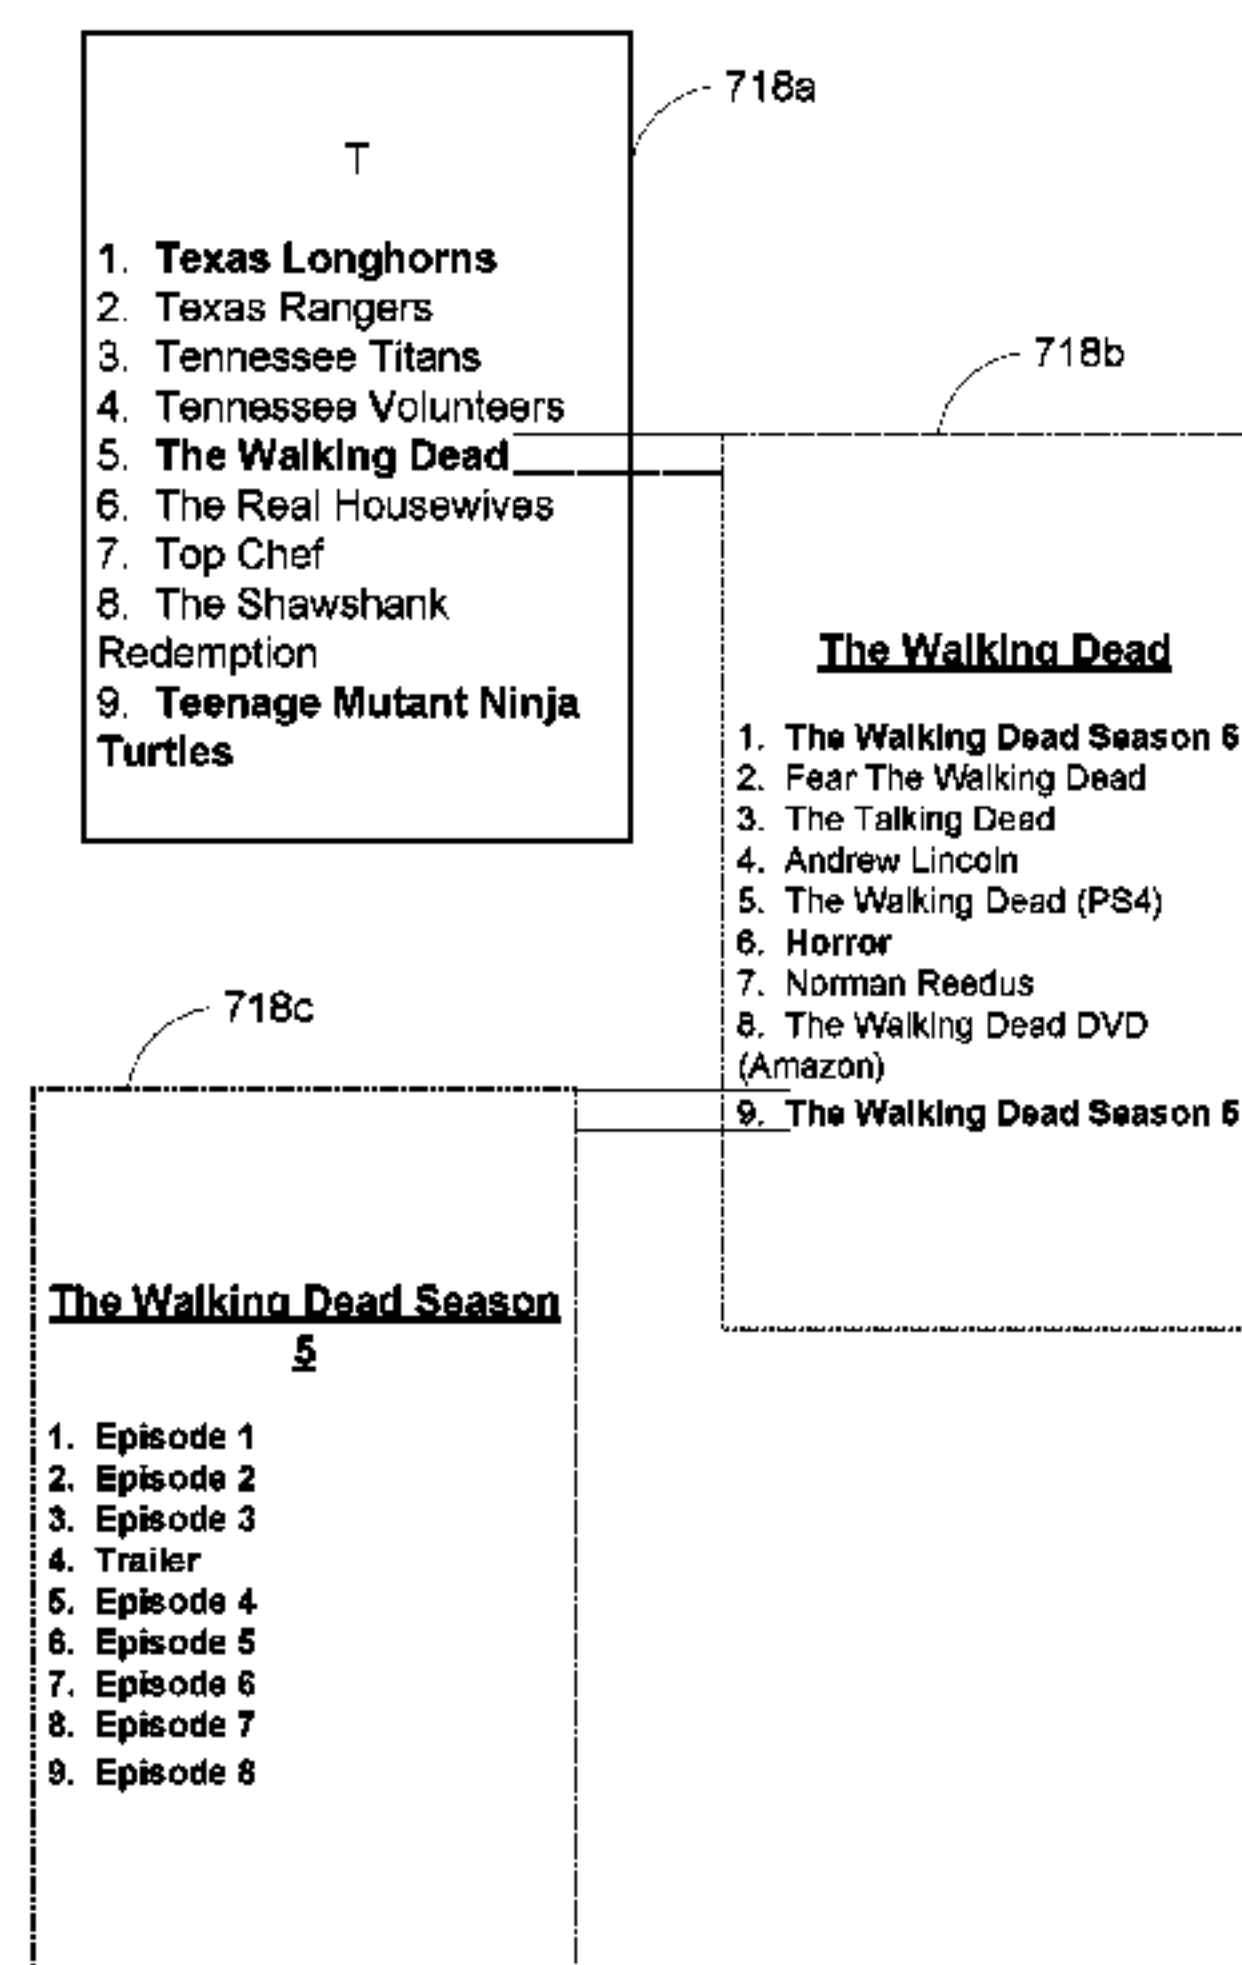 718a
T
1. Texas Longhorns
2. Texas Rangers
3. Tennessee Titans
4. Tennessee Volunteers
5. The Walking Dead
6. The Real Housewives
7. Top Chef
8. The Shawshank
Redemption
9. Teenage Mutant Ninja
Turtles
718b
The Walking Dead
1. The Walking Dead Season 6
2. Fear The Walking Dead
3. The Talking Dead
4. Andrew Lincoln
5. The Walking Dead (PS4)
6. Horror
7. Norman Reedus
8. The Walking Dead DVD
(Amazon)
9. The Walking Dead Season 5
718c
The Walking Dead Season
5
1. Episode 1
2. Episode 2
3. Episode 3
4. Trailer
5. Episode 4
6. Episode 5
7. Episode 6
8. Episode 7
9. Episode 8